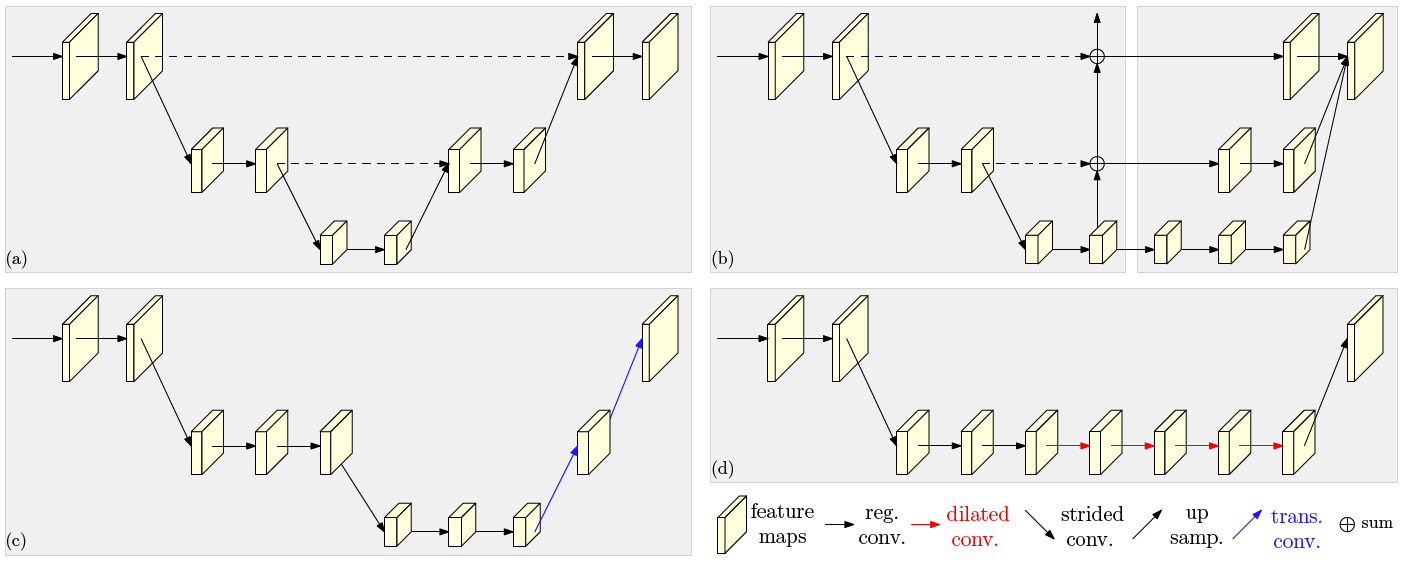 (a)
(b)
(c)
(d)
feature
maps
reg.
conv.
dilated
conv.
strided
conv.
up
samp.
trans.
conv.
⊕ sum